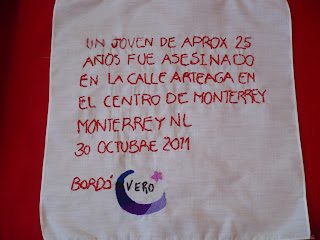 UN JOVEN DE APROX 25
AÑOS FUE ASESINADO
EN LA CALLE ARTEAGA EN
EL CENTRO DE MONTERREY
MONTERREY NL
30 OCTUBRE 2011
BORDÓ VERO